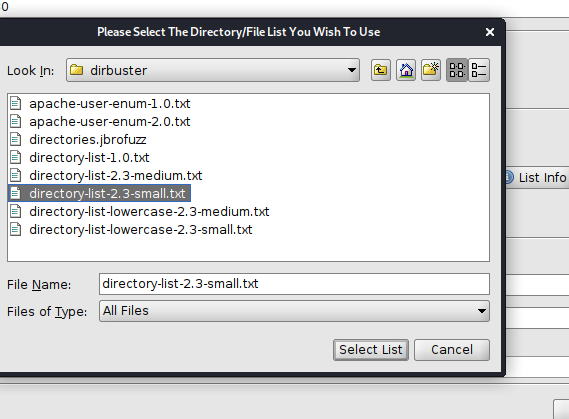 0
Please Select The Directory/File List You Wish To Use
Look In: dirbuster
apache-user-enum-1.0.txt
apache-user-enum-2.0.txt
directories.jbrofuzz
directory-list-1.0.txt
directory-list-2.3-medium.txt
directory-list-2.3-small.txt
directory-list-lowercase-2.3-medium.txt
directory-list-lowercase-2.3-small.txt
List Info
File Name: directory-list-2.3-small.txt
Files of Type: All Files
Select List Cancel